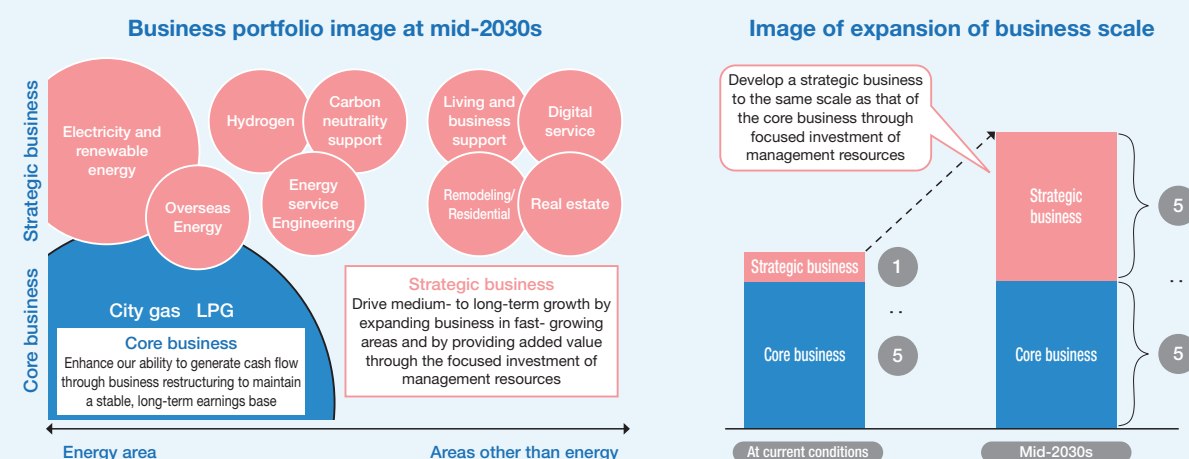 Business portfolio image at mid-2030s
Strategic business
Core business
Electricity and
renewable
energy
Overseas
Energy
Hydrogen
Carbon
neutrality
support
Energy
service
Engineering
Living and
business
support
Digital
service
Remodeling/
Residential
Real estate
City gas LPG
Core business
Enhance our ability to generate cash flow
through business restructuring to maintain
a stable, long-term earnings base
Strategic business
Drive medium- to long-term growth by
expanding business in fast- growing
areas and by providing added value
through the focused investment of
management resources
Energy area
Areas other than energy
Image of expansion of business scale
Develop a strategic business
to the same scale as that of
the core business through
focused investment of
management resources
Strategic business
1
..
Core business
5
Strategic
business
5
..
Core business
5
At current conditions
Mid-2030s